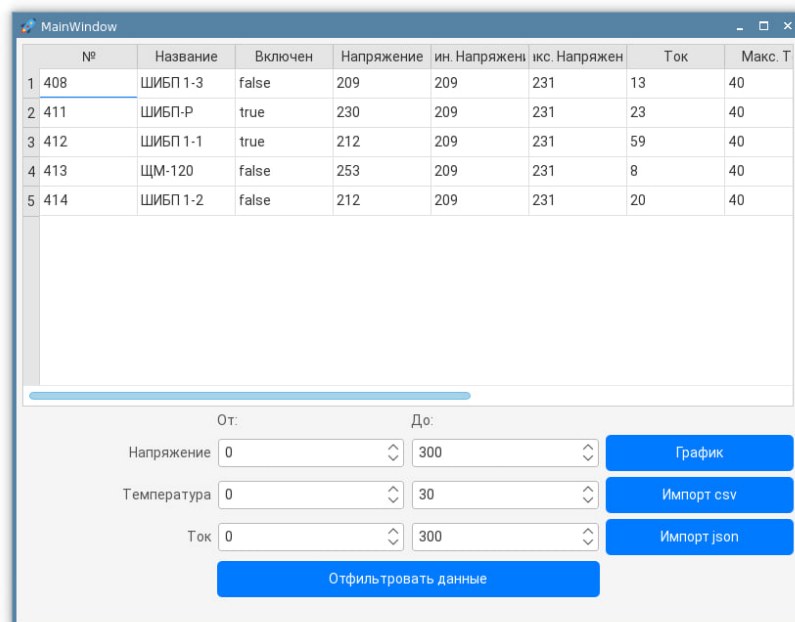 MainWindow
№ Название Включен Напряжение ин. Напряжени кс. Напряжен Ток Макс. Т
1 408 ШИБП 1-3 false 209 209 231 13 40
2 411 ШИБП-Р true 230 209 231 23 40
3 412 ШИБП 1-1 true 212 209 231 59 40
4 413 ЩМ-120 false 253 209 231 8 40
5 414 ШИБП 1-2 false 212 209 231 20 40
От: До:
Напряжение 0 300 График
Температура 0 30 Импорт csv
Ток 0 300 Импорт json
Отфильтровать данные